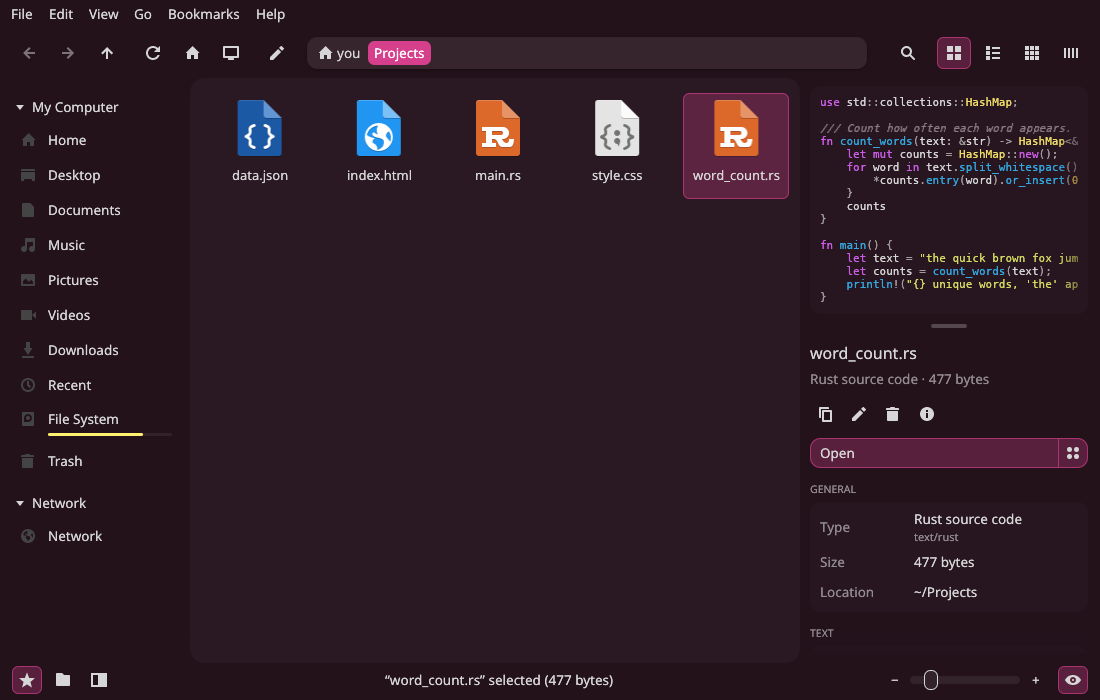 File Edit View Go Bookmarks Help
you Projects
My Computer
Home
Desktop
Documents
Music
Pictures
Videos
Downloads
Recent
File System
Trash
Network
Network
data.json
index.html
main.rs
style.css
word_count.rs
use std::collections::HashMap;
/// Count how often each word appears.
fn count_words(text: &str) -> HashMap<&
let mut counts = HashMap::new();
for word in text.split_whitespace()
*counts.entry(word).or_insert(0
}
counts
}
fn main() {
let text = "the quick brown fox jum
let counts = count_words(text);
println!("{} unique words, 'the' ap
}
word_count.rs
Rust source code · 477 bytes
Open
GENERAL
Type Rust source code
text/rust
Size 477 bytes
Location ~/Projects
TEXT
“word_count.rs” selected (477 bytes)